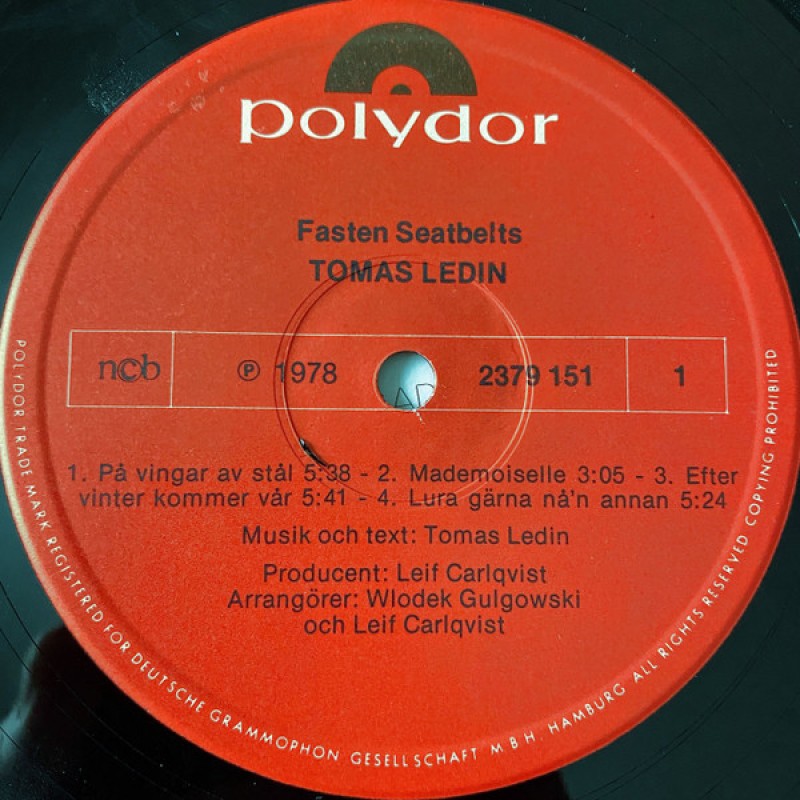 polydor
Fasten Seatbelts
TOMAS LEDIN
ncb ℗ 1978 2379 151 1
1. På vingar av stål 5:38 - 2. Mademoiselle 3:05 - 3. Efter
vinter kommer vår 5:41 - 4. Lura gärna nå'n annan 5:24
Musik och text: Tomas Ledin
Producent: Leif Carlqvist
Arrangörer: Wlodek Gulgowski
och Leif Carlqvist
POLYDOR TRADE MARK REGISTERED FOR DEUTSCHE GRAMMOPHON GESELLSCHAFT M B H. HAMBURG ALL RIGHTS RESERVED COPYING PROHIBITED